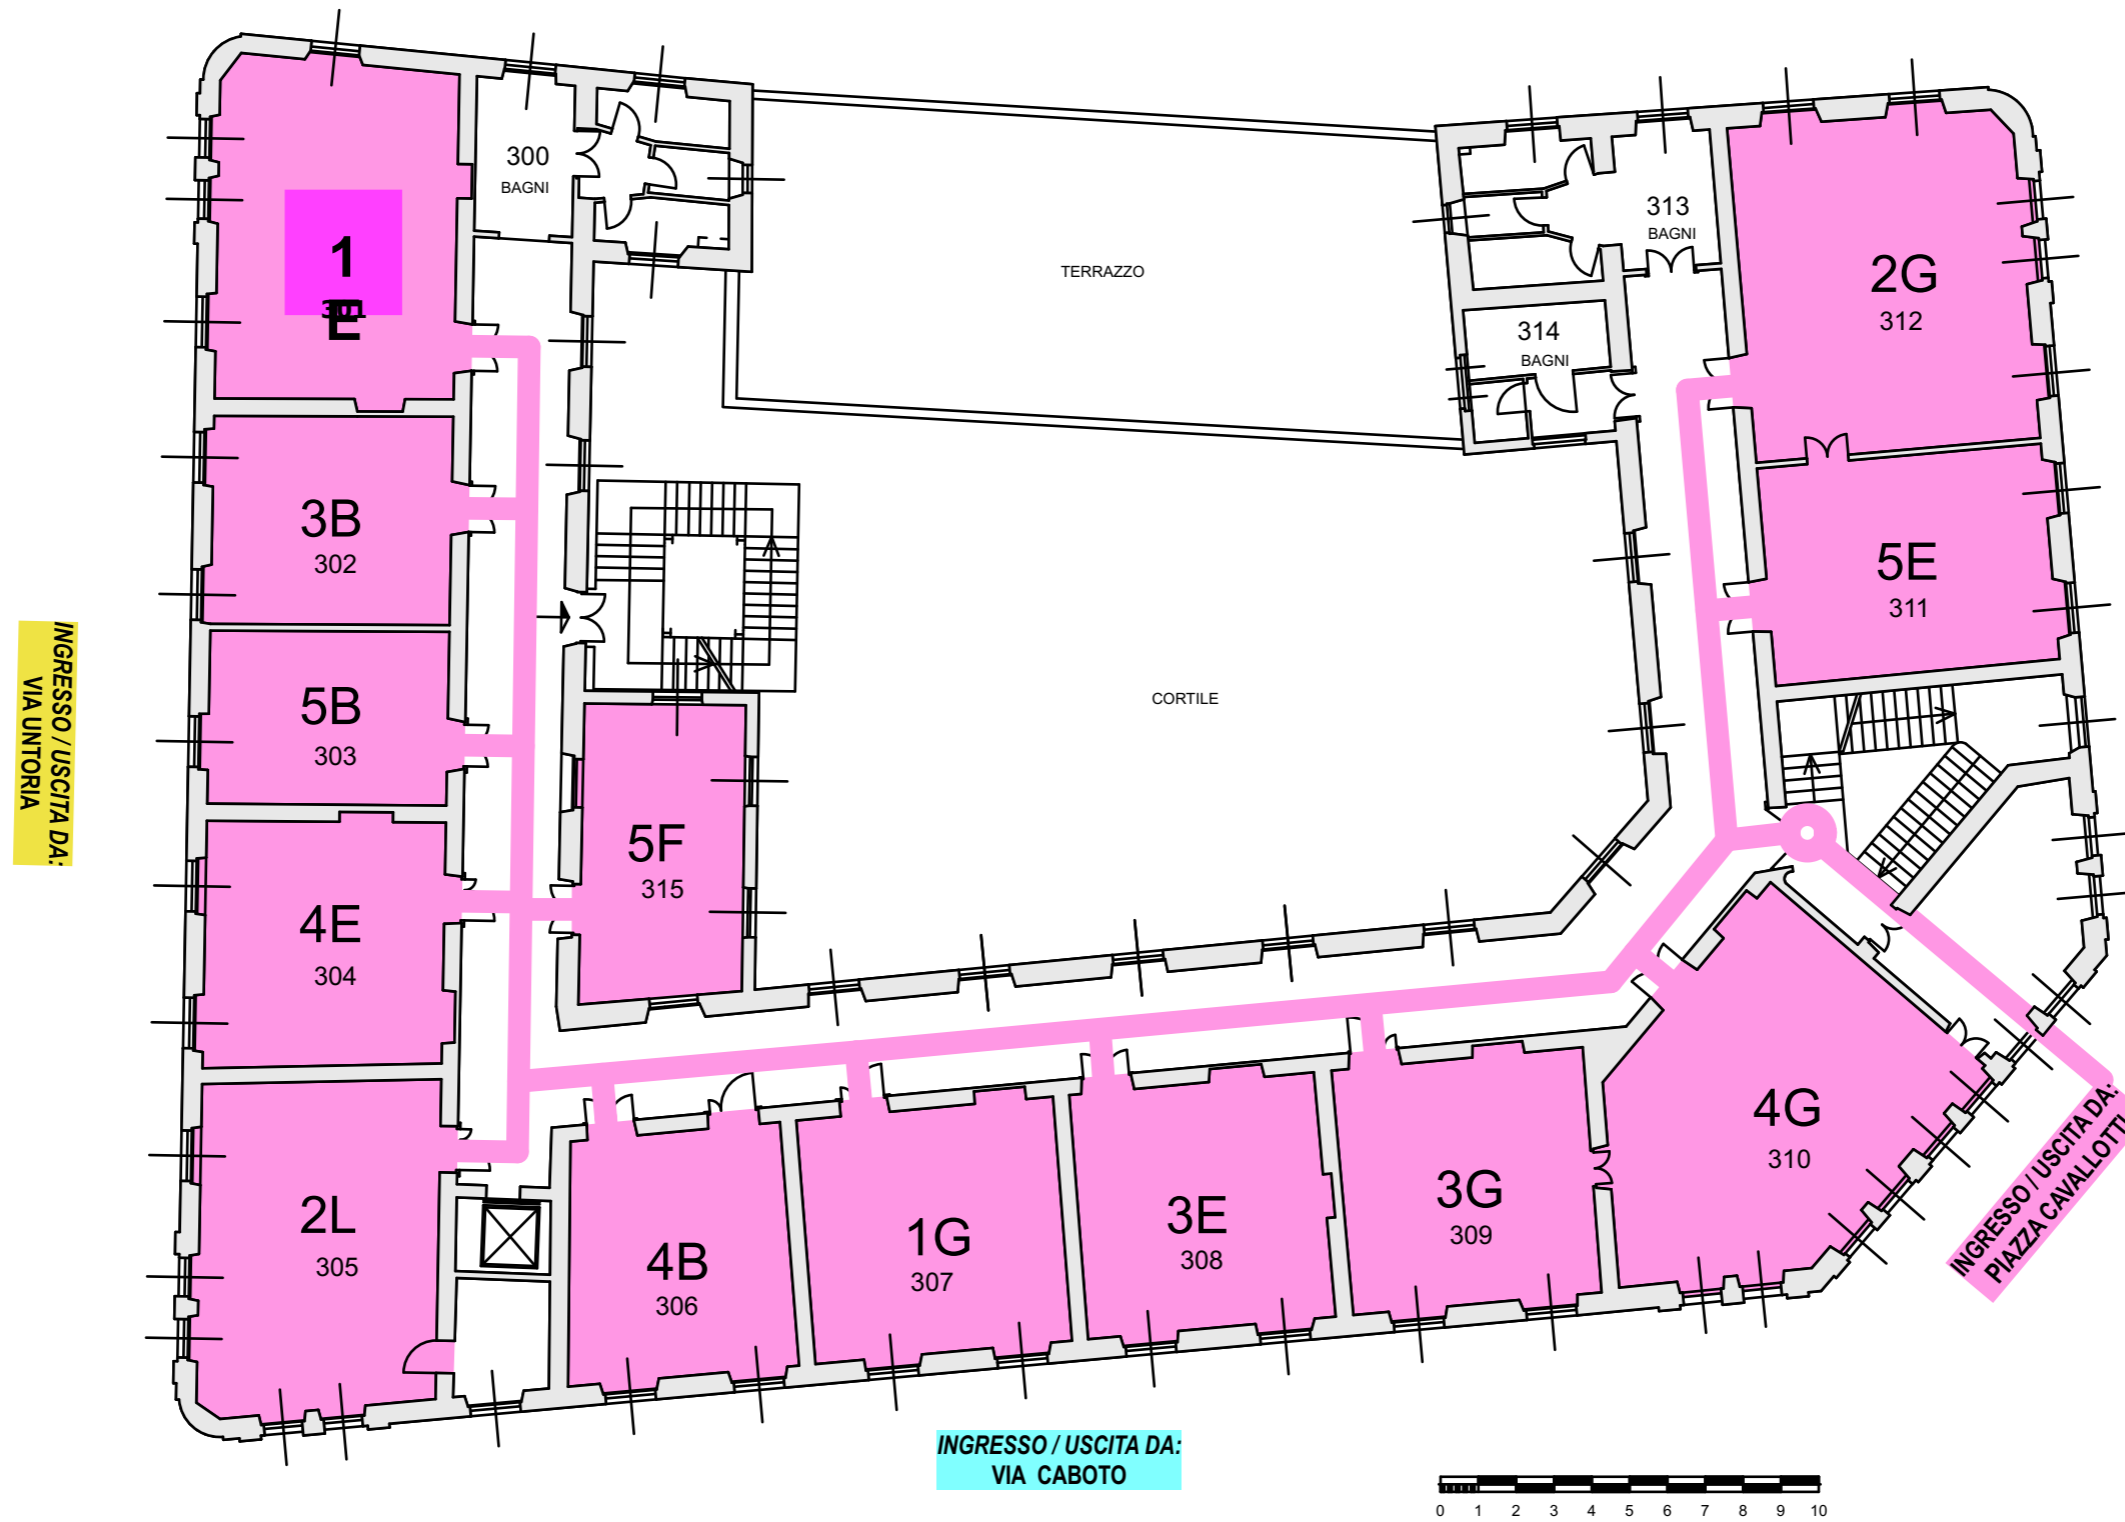 300
BAGNI
1
E
301
3B
302
5B
303
4E
304
2L
305
5F
315
4B
306
1G
307
3E
308
3G
309
4G
310
5E
311
2G
312
313
BAGNI
314
BAGNI
TERRAZZO
CORTILE
INGRESSO / USCITA DA:
VIA UNTORIA
INGRESSO / USCITA DA:
PIAZZA CAVALLOTTI
INGRESSO / USCITA DA:
VIA CABOTO
0 1 2 3 4 5 6 7 8 9 10